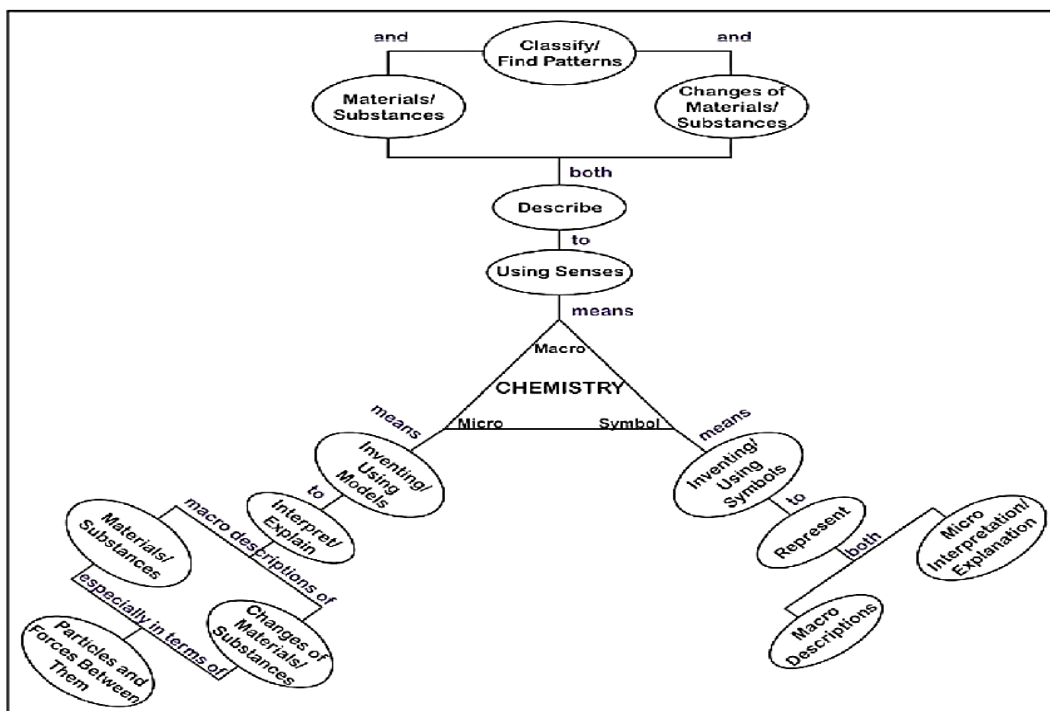 and
Classify/
Find Patterns
and
Materials/
Substances
Changes of
Materials/
Substances
both
Describe
to
Using Senses
means
Macro
CHEMISTRY
Micro
Symbol
means
Inventing/
Using
Models
to
Interpret/
Explain
macro descriptions of
Materials/
Substances
Changes of
Materials/
Substances
especially in terms of
Particles and
Forces Between
Them
means
Inventing/
Using
Symbols
to
Represent
both
Micro
Interpretation/
Explanation
Macro
Descriptions